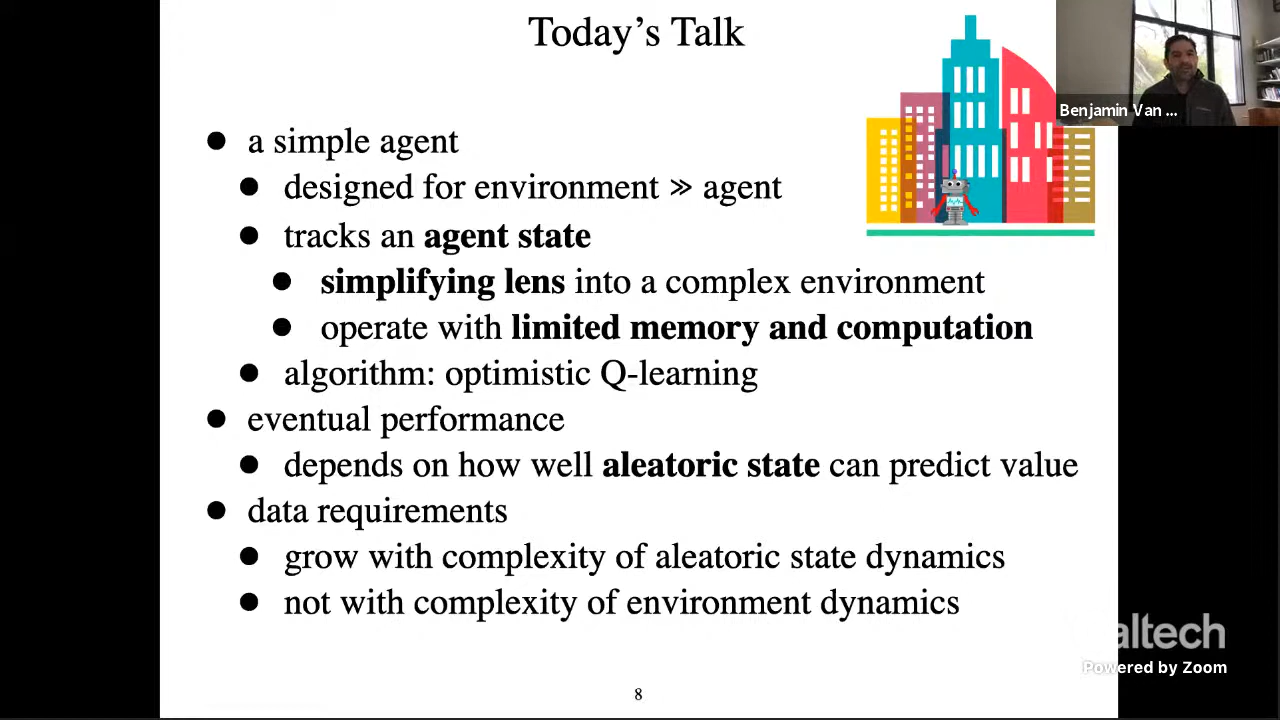 Today's Talk
Benjamin Van ...
● a simple agent
● designed for environment ≫ agent
● tracks an agent state
● simplifying lens into a complex environment
● operate with limited memory and computation
● algorithm: optimistic Q-learning
● eventual performance
● depends on how well aleatoric state can predict value
● data requirements
● grow with complexity of aleatoric state dynamics
● not with complexity of environment dynamics
altech
Powered by Zoom
8